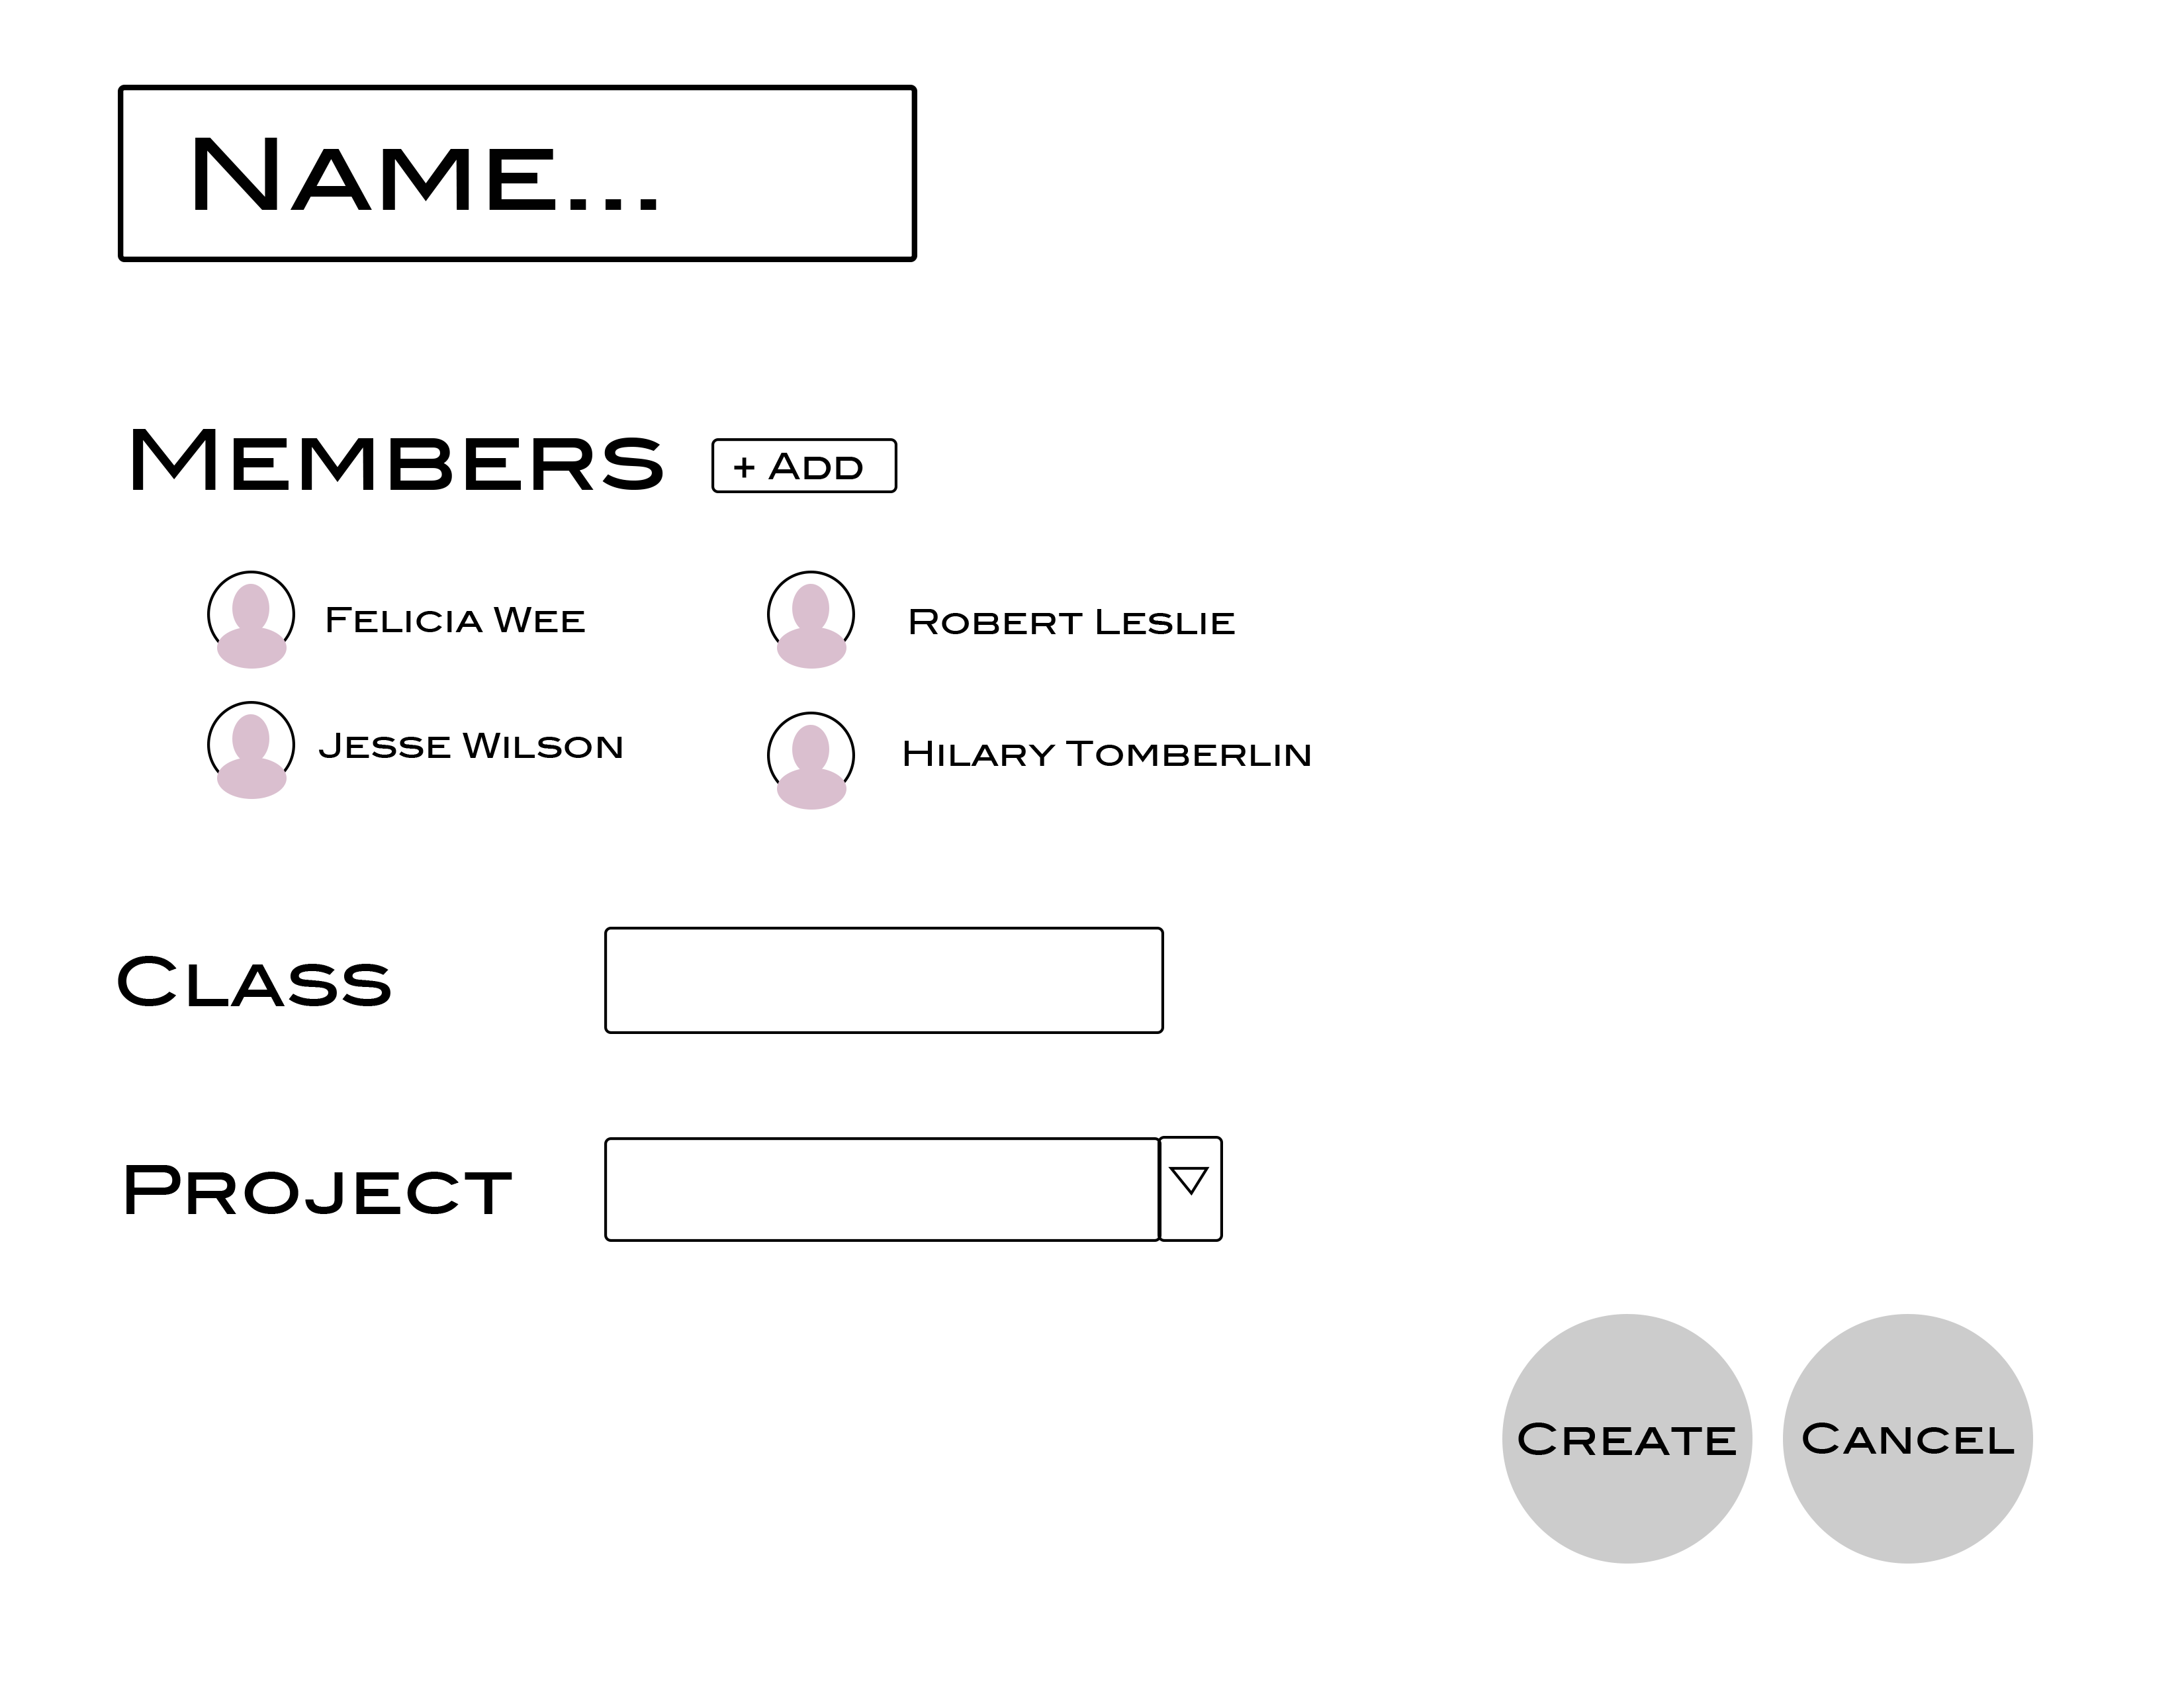 Name...
Members
+ Add
Felicia Wee
Robert Leslie
Jesse Wilson
Hilary Tomberlin
Class
Project
Create
Cancel